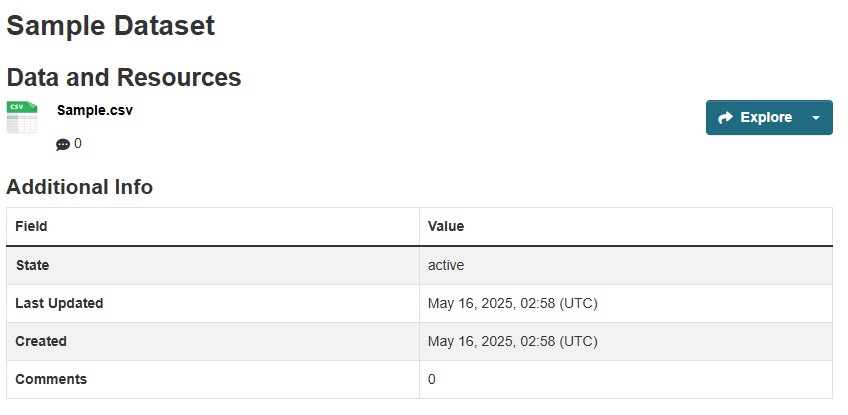 Sample Dataset
Data and Resources
CSV
Sample.csv
Explore
0
Additional Info
Field Value
State active
Last Updated May 16, 2025, 02:58 (UTC)
Created May 16, 2025, 02:58 (UTC)
Comments 0